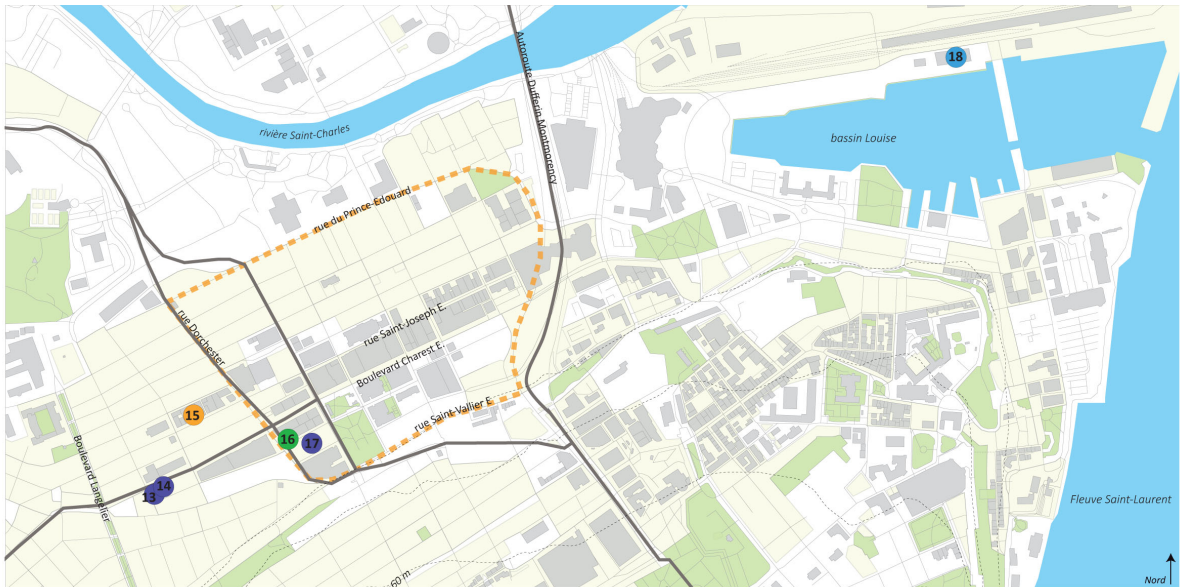 Autoroute Dufferin Montmorency
18
rivière Saint-Charles
bassin Louise
rue du Prince-Édouard
rue Dorchester
rue Saint-Joseph E.
Boulevard Charest E.
rue Saint-Vallier E.
15
16
17
14
13
Boulevard Langelier
Fleuve Saint-Laurent
60 m
Nord